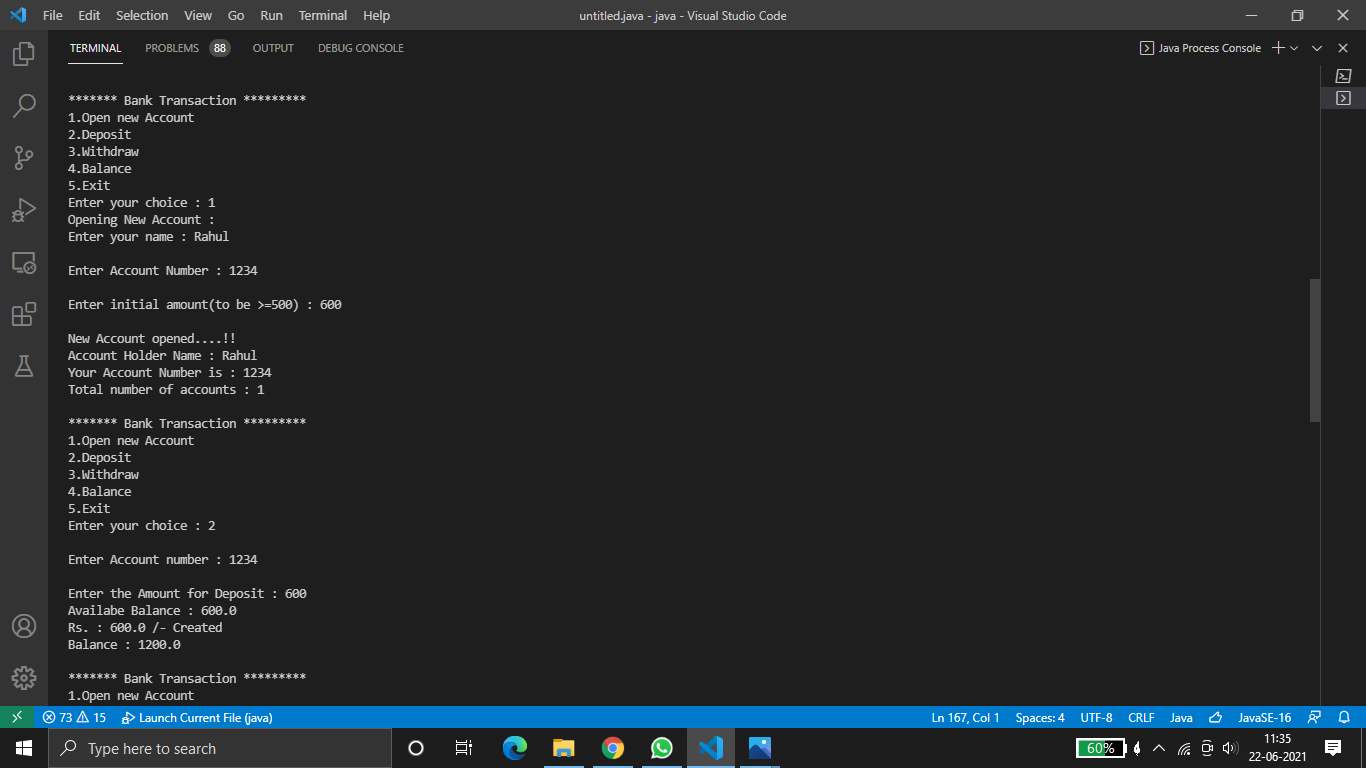 File Edit Selection View Go Run Terminal Help untitled.java - java - Visual Studio Code
TERMINAL PROBLEMS 88 OUTPUT DEBUG CONSOLE Java Process Console
******* Bank Transaction *********
1.Open new Account
2.Deposit
3.Withdraw
4.Balance
5.Exit
Enter your choice : 1
Opening New Account :
Enter your name : Rahul
Enter Account Number : 1234
Enter initial amount(to be >=500) : 600
New Account opened....!!
Account Holder Name : Rahul
Your Account Number is : 1234
Total number of accounts : 1
******* Bank Transaction *********
1.Open new Account
2.Deposit
3.Withdraw
4.Balance
5.Exit
Enter your choice : 2
Enter Account number : 1234
Enter the Amount for Deposit : 600
Availabe Balance : 600.0
Rs. : 600.0 /- Created
Balance : 1200.0
******* Bank Transaction *********
1.Open new Account
73 15 Launch Current File (java) Ln 167, Col 1 Spaces: 4 UTF-8 CRLF Java JavaSE-16
Type here to search 60% 11:35
22-06-2021